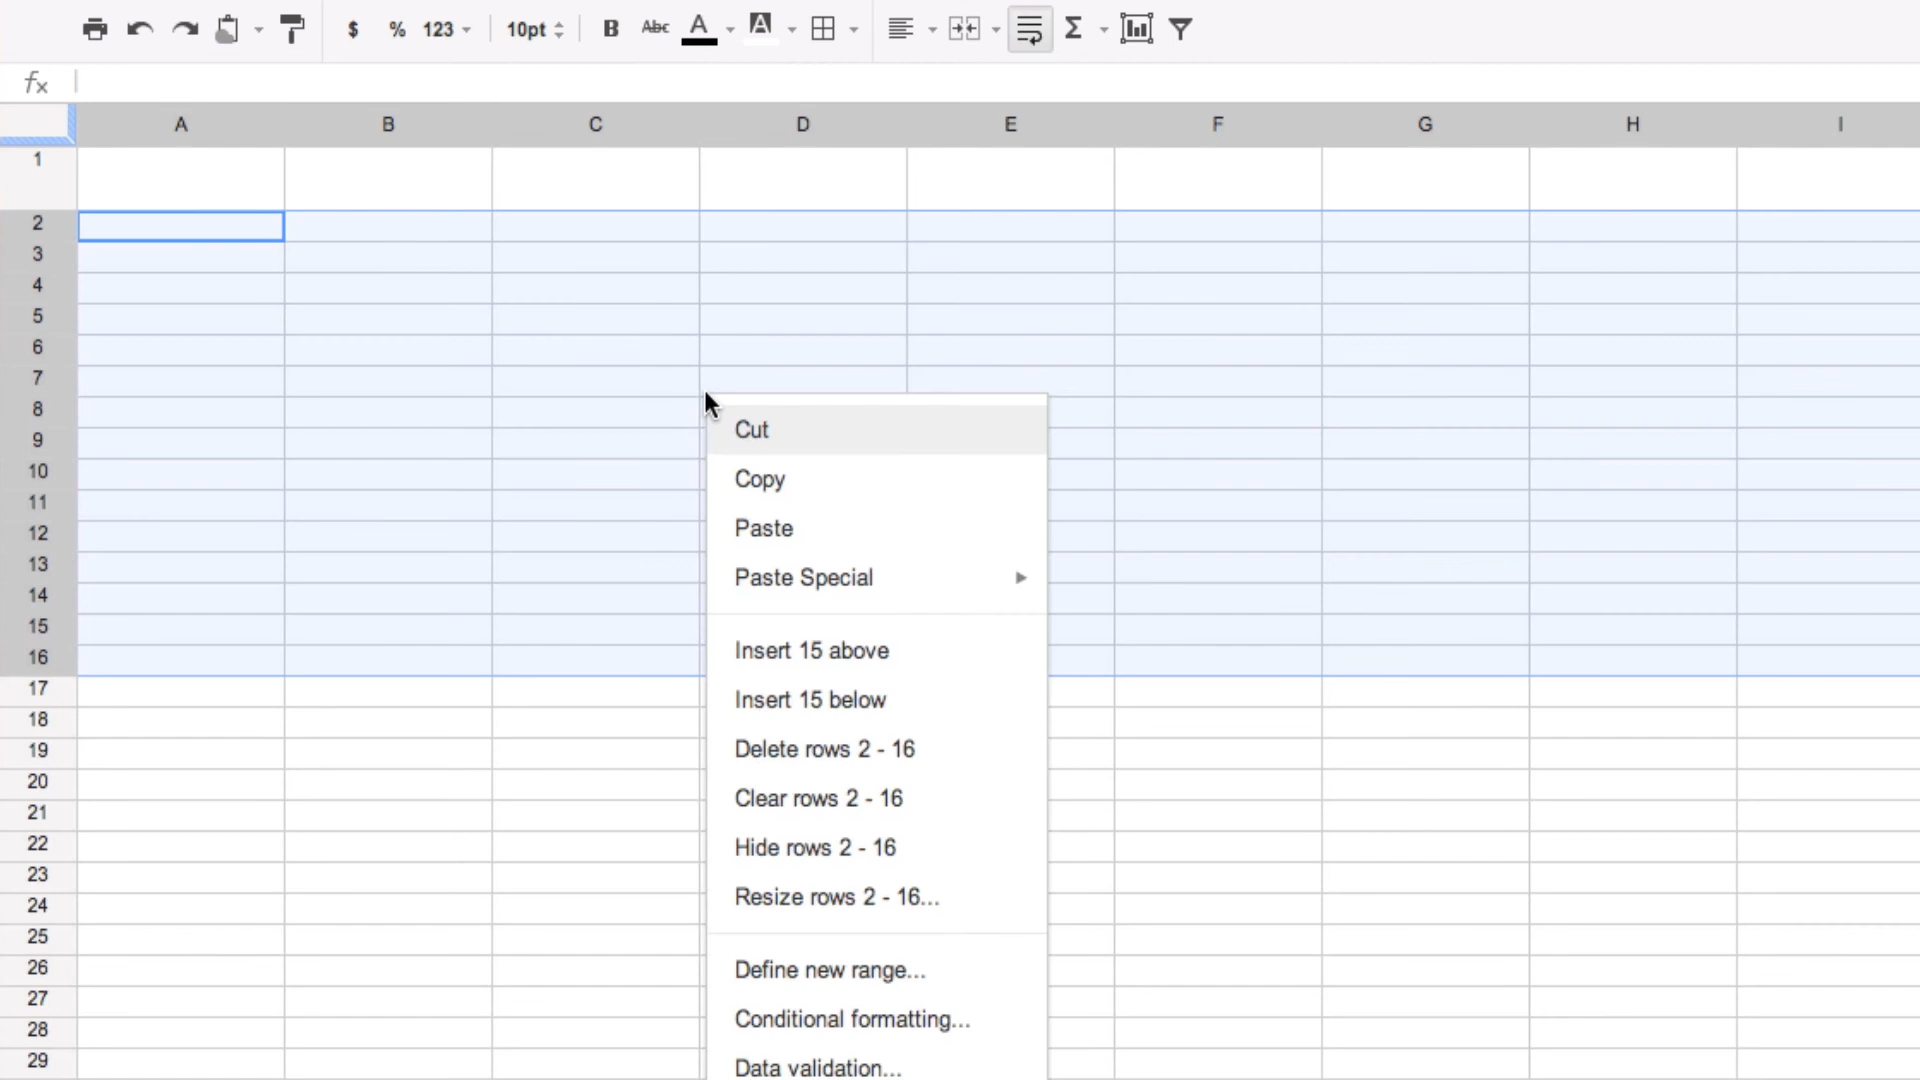 $ % 123 10pt B Abc A A Σ
fx
A B C D E F G H I
1
2
3
4
5
6
7
8
9
10
11
12
13
14
15
16
17
18
19
20
21
22
23
24
25
26
27
28
29
Cut
Copy
Paste
Paste Special
Insert 15 above
Insert 15 below
Delete rows 2 - 16
Clear rows 2 - 16
Hide rows 2 - 16
Resize rows 2 - 16...
Define new range...
Conditional formatting...
Data validation...